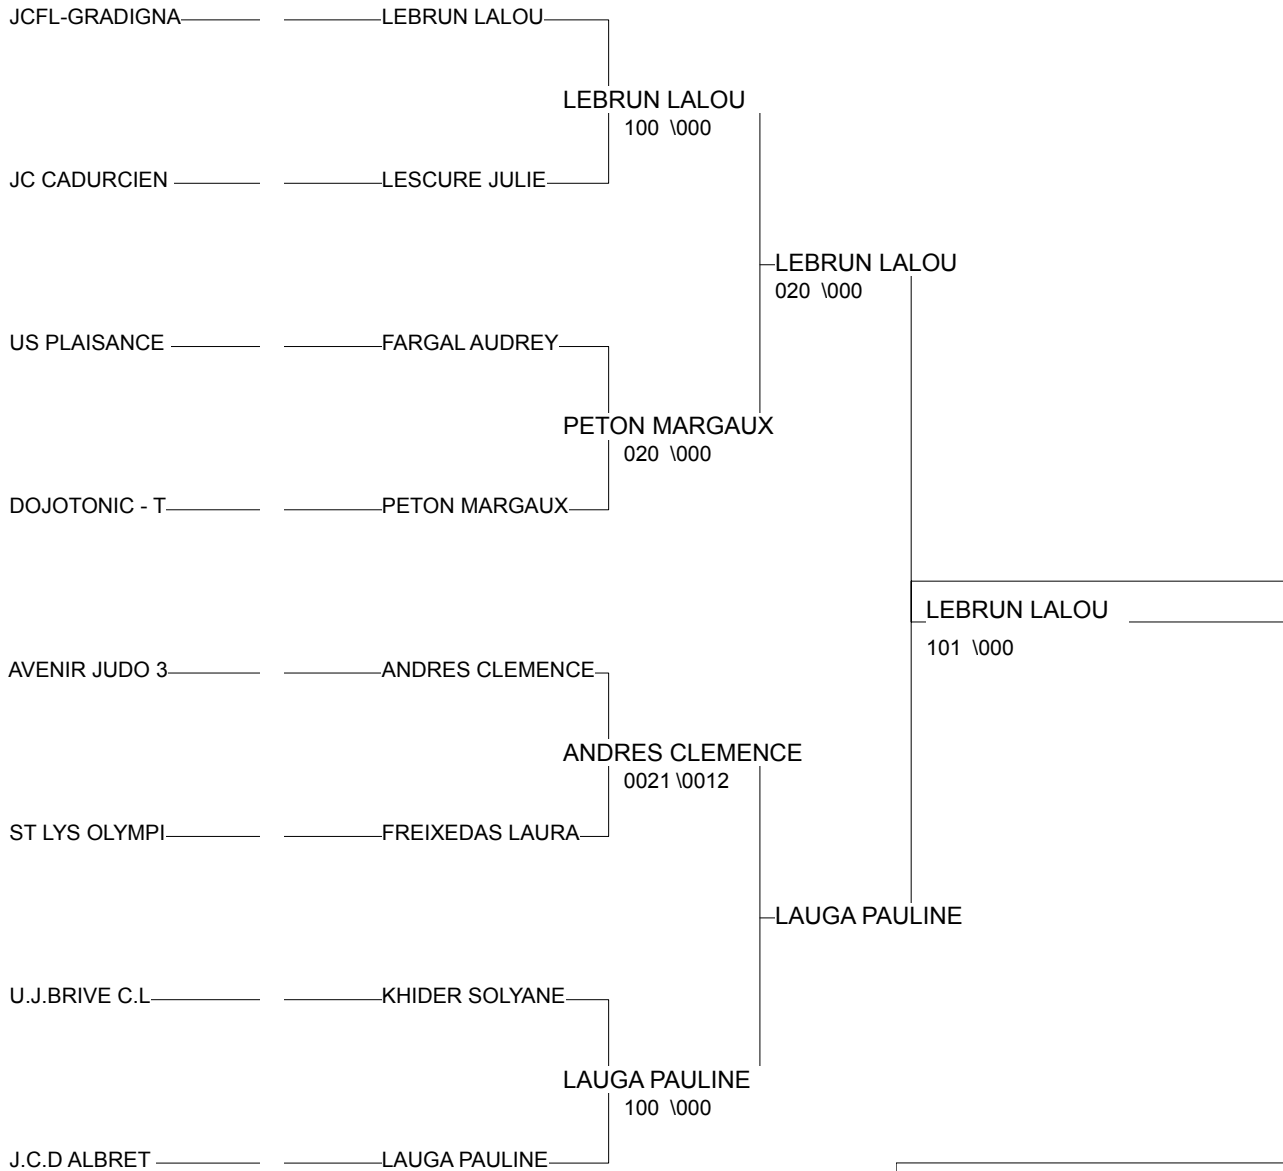 JCFL-GRADIGNA LEBRUN LALOU
LEBRUN LALOU
100 \000
JC CADURCIEN LESCURE JULIE
LEBRUN LALOU
020 \000
US PLAISANCE FARGAL AUDREY
PETON MARGAUX
020 \000
DOJOTONIC - T PETON MARGAUX
LEBRUN LALOU
101 \000
AVENIR JUDO 3 ANDRES CLEMENCE
ANDRES CLEMENCE
0021 \0012
ST LYS OLYMPI FREIXEDAS LAURA
LAUGA PAULINE
U.J.BRIVE C.L KHIDER SOLYANE
LAUGA PAULINE
100 \000
J.C.D ALBRET LAUGA PAULINE